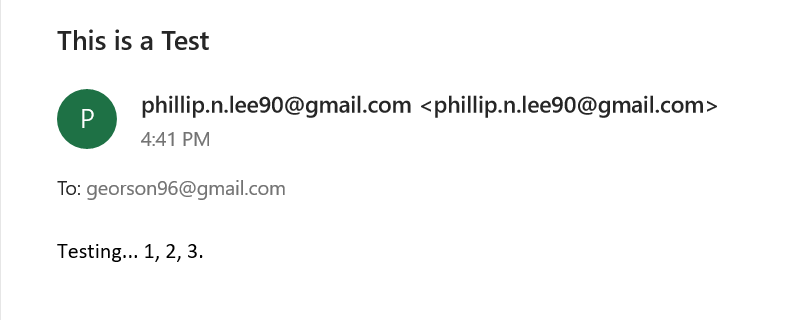 This is a Test
P
phillip.n.lee90@gmail.com <phillip.n.lee90@gmail.com>
4:41 PM
To: georson96@gmail.com
Testing... 1, 2, 3.